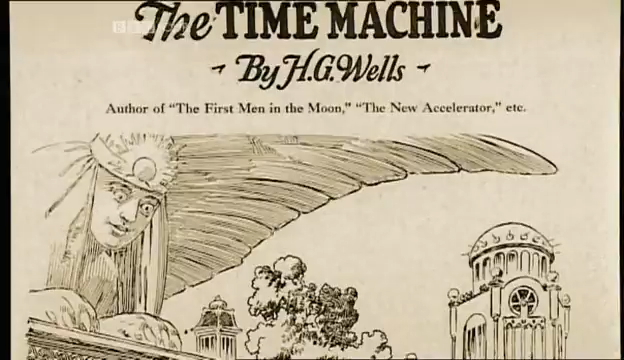 The TIME MACHINE
By H.G.Wells
Author of "The First Men in the Moon," "The New Accelerator," etc.